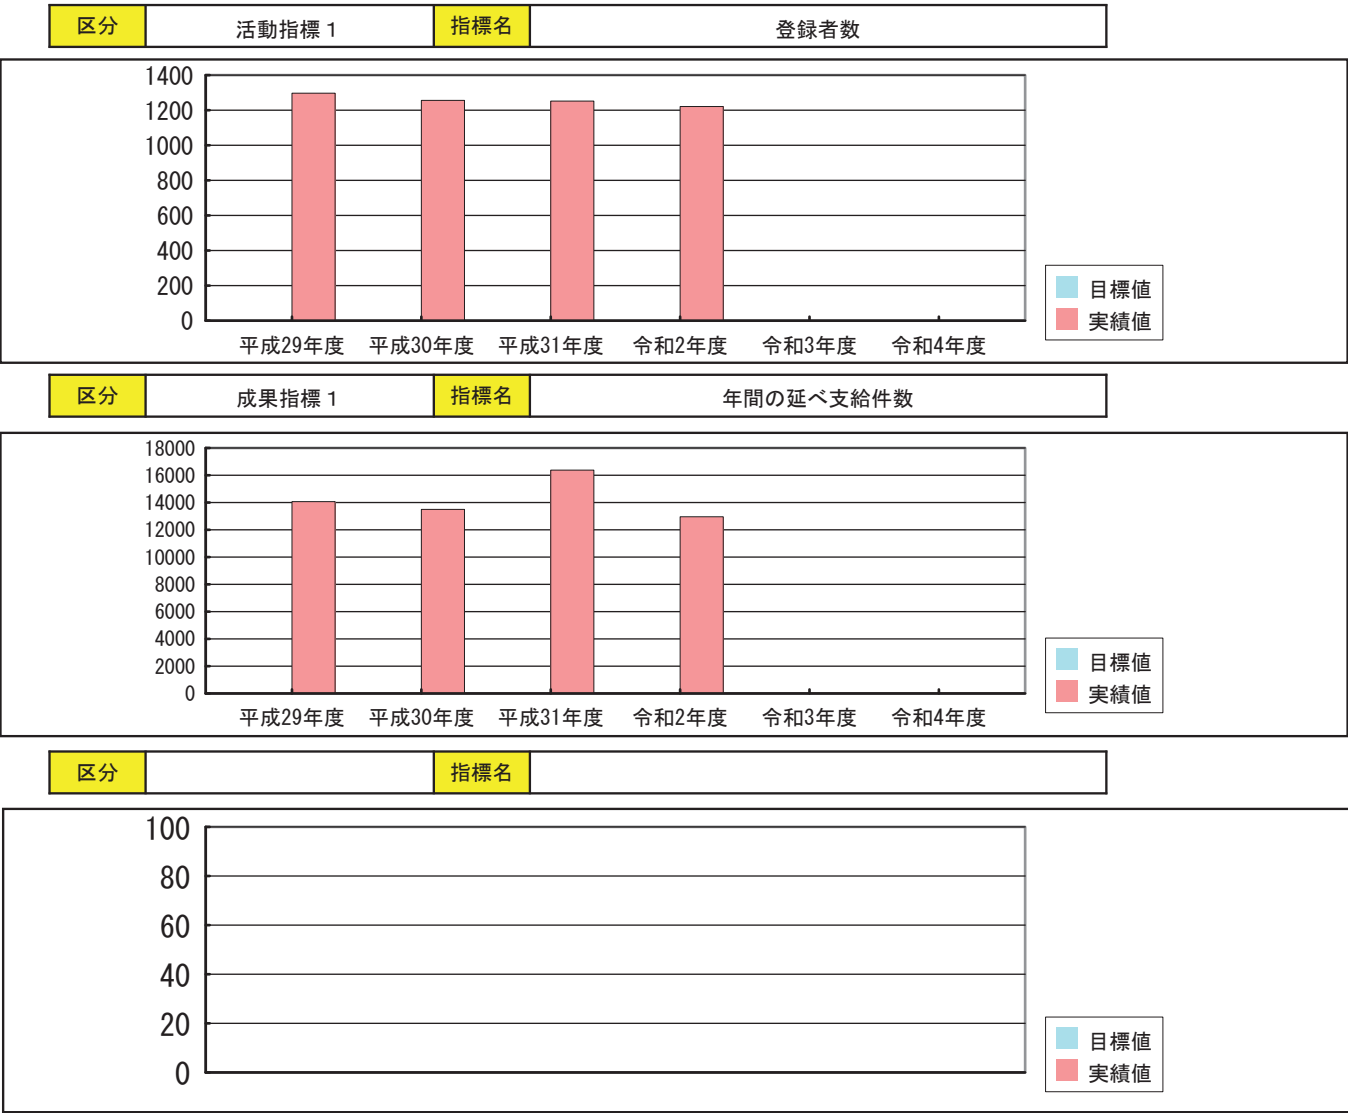 区分 活動指標1 指標名 登録者数
1400
1200
1000
800
600
400
200
0
平成29年度 平成30年度 平成31年度 令和2年度 令和3年度 令和4年度
目標値
実績値
区分 成果指標1 指標名 年間の延べ支給件数
18000
16000
14000
12000
10000
8000
6000
4000
2000
0
平成29年度 平成30年度 平成31年度 令和2年度 令和3年度 令和4年度
目標値
実績値
区分 指標名
100
80
60
40
20
0
目標値
実績値